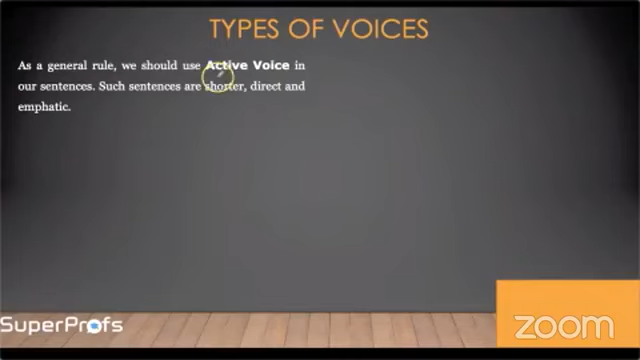 TYPES OF VOICES
As a general rule, we should use Active Voice in
our sentences. Such sentences are shorter, direct and
emphatic.
SuperProfs
zoom